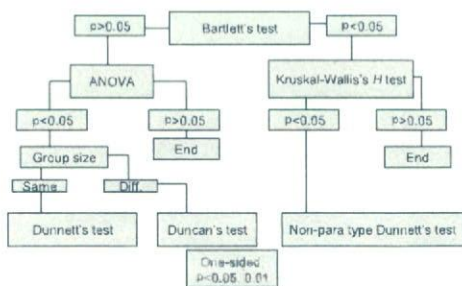 p>0.05 Bartlett's test p<0.05
ANOVA Kruskal-Wallis's H test
p<0.05 p>0.05 p<0.05 p>0.05
Group size End End
Same Diff.
Dunnett's test Duncan's test Non-para type Dunnett's test
One-sided
p<0.05, 0.01